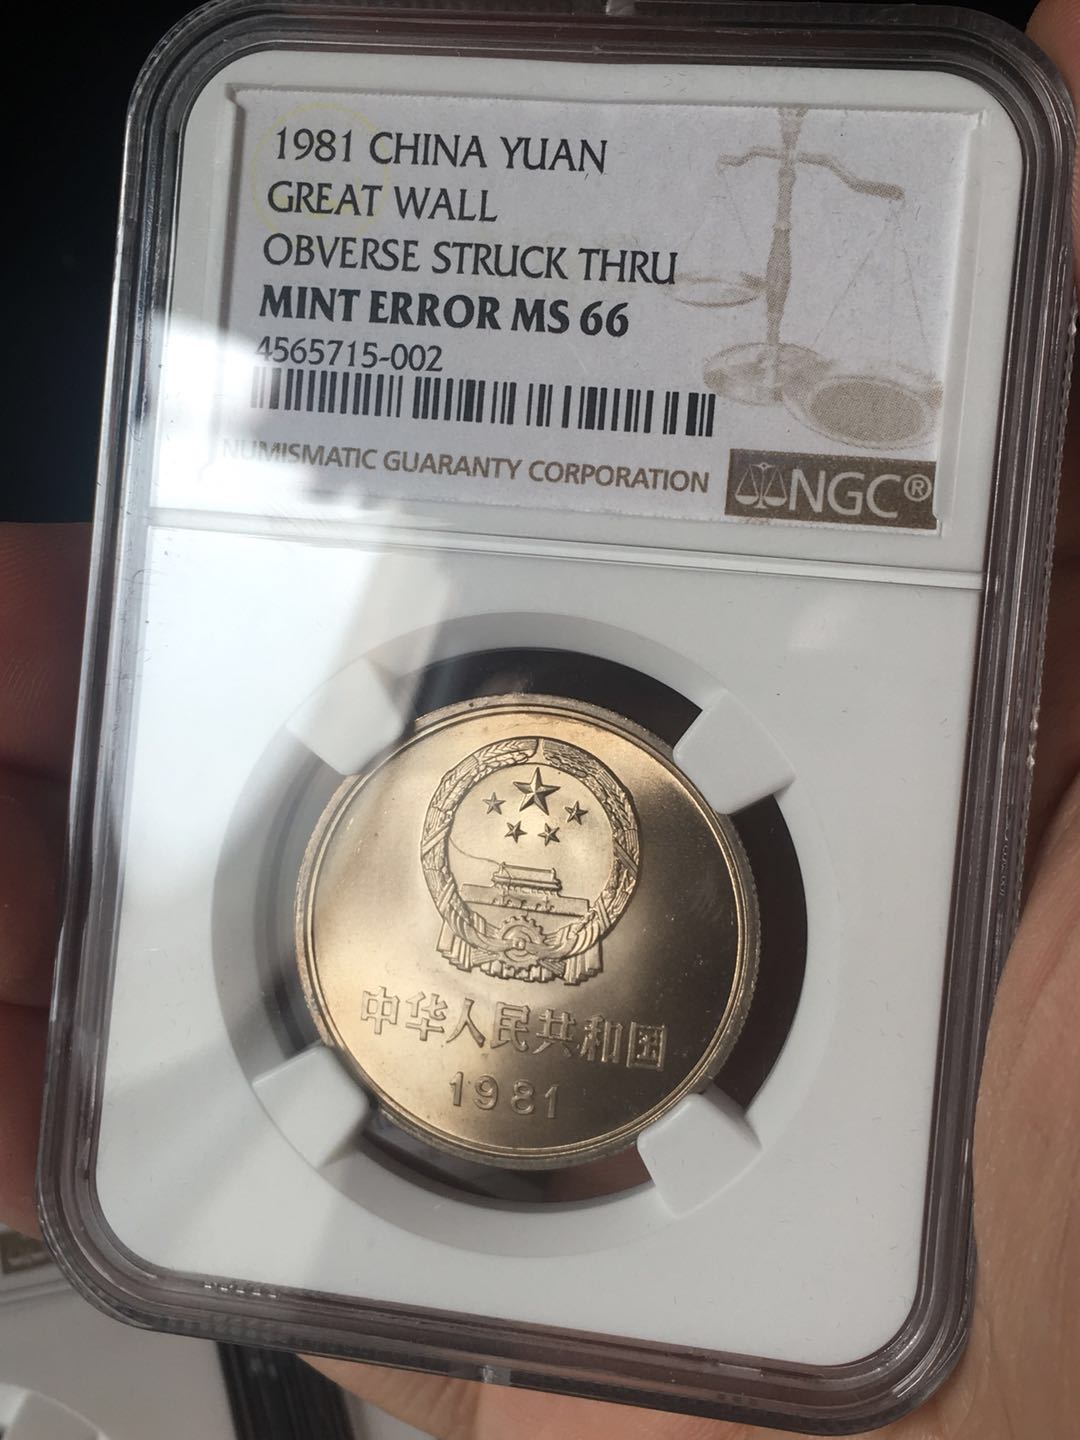 1981 CHINA YUAN
GREAT WALL
OBVERSE STRUCK THRU
MINT ERROR MS 66
4565715-002
NUMISMATIC GUARANTY CORPORATION
NGC®
中华人民共和国
1981